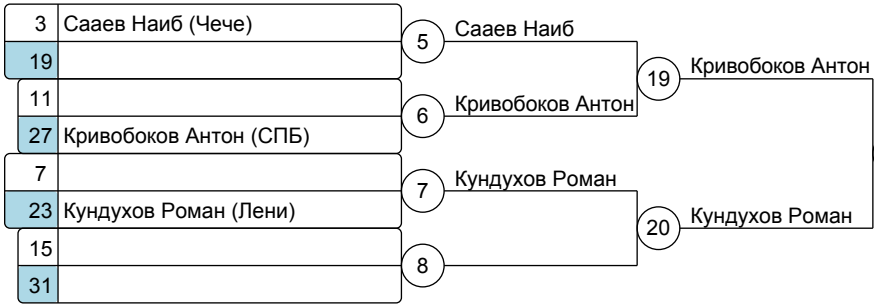 3 Сааев Наиб (Чече)
19
5 Сааев Наиб
11
27 Кривобоков Антон (СПБ)
6 Кривобоков Антон
19 Кривобоков Антон
7
23 Кундухов Роман (Лени)
7 Кундухов Роман
15
31
8
20 Кундухов Роман